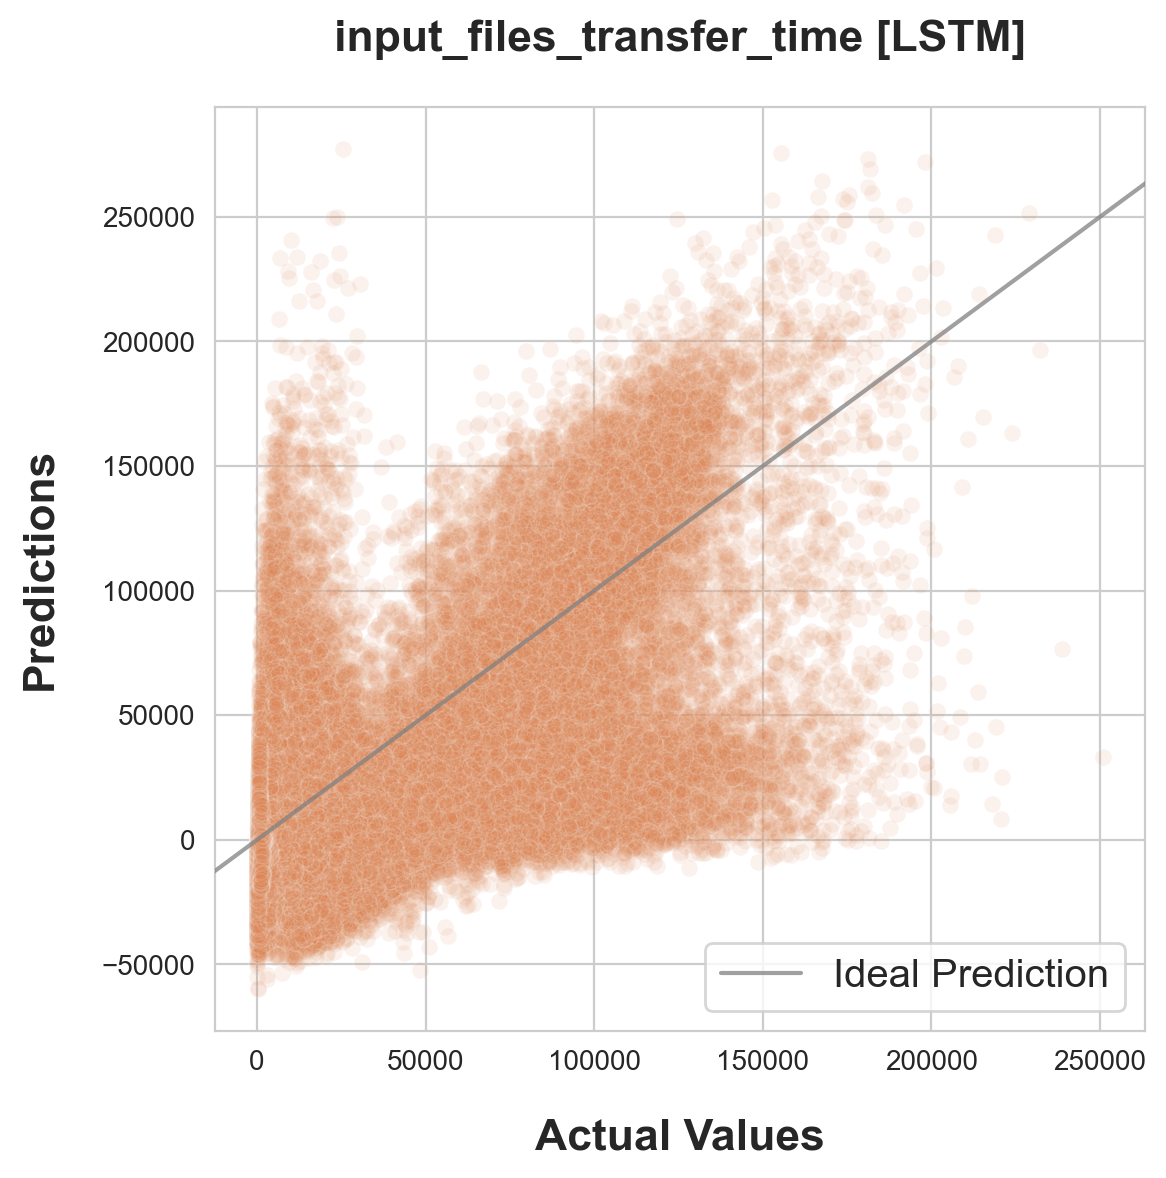 input_files_transfer_time [LSTM]
Predictions
250000
200000
150000
100000
50000
0
−50000
Ideal Prediction
0 50000 100000 150000 200000 250000
Actual Values